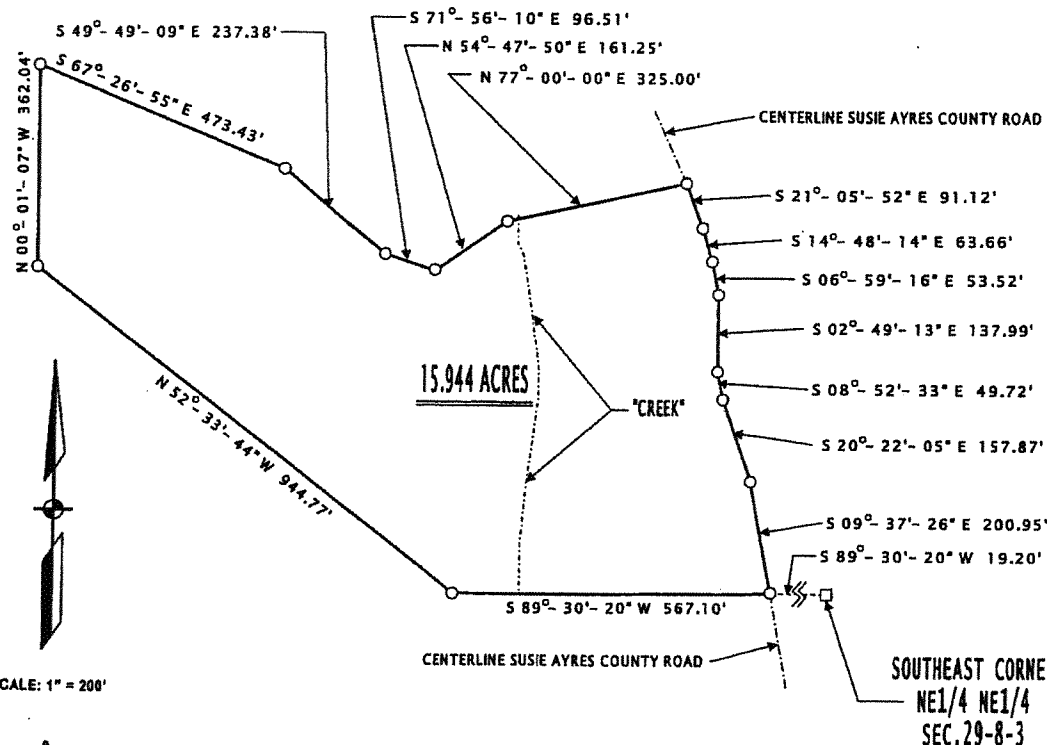 S 71°- 56'- 10" E 96.51'
S 49°- 49'- 09" E 237.38'
N 54°- 47'- 50" E 161.25'
N 77°- 00'- 00" E 325.00'
S 67°- 26'- 55" E 473.43'
N 00°- 01'- 07" W 362.04'
CENTERLINE SUSIE AYRES COUNTY ROAD
S 21°- 05'- 52" E 91.12'
S 14°- 48'- 14" E 63.66'
S 06°- 59'- 16" E 53.52'
S 02°- 49'- 13" E 137.99'
15.944 ACRES
S 08°- 52'- 33" E 49.72'
"CREEK"
N 52°- 33'- 44" W 944.77'
S 20°- 22'- 05" E 157.87'
S 09°- 37'- 26" E 200.95'
S 89°- 30'- 20" W 19.20'
S 89°- 30'- 20" W 567.10'
CENTERLINE SUSIE AYRES COUNTY ROAD
CALE: 1" = 200'
SOUTHEAST CORNE
NE1/4 NE1/4
SEC.29-8-3